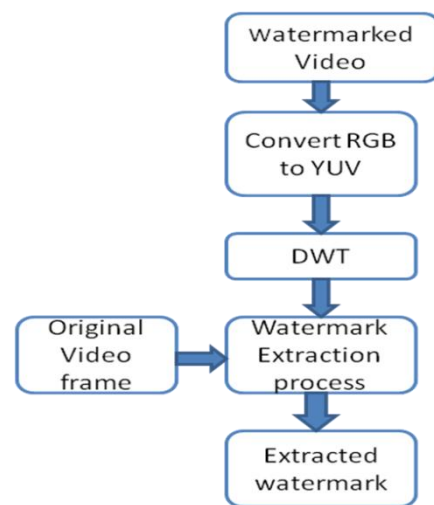 Watermarked
Video
Convert RGB
to YUV
DWT
Original
Video
frame
Watermark
Extraction
process
Extracted
watermark